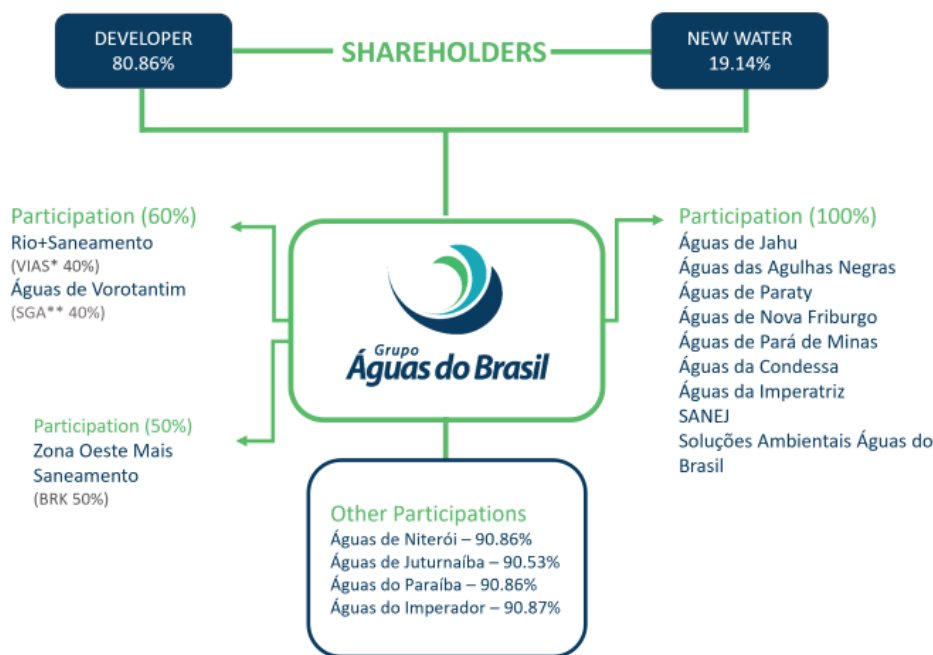 DEVELOPER
80.86%
SHAREHOLDERS
NEW WATER
19.14%
Participation (60%)
Rio+Saneamento
(VIAS* 40%)
Águas de Vorotantim
(SGA** 40%)
Participation (50%)
Zona Oeste Mais
Saneamento
(BRK 50%)
Grupo
Águas do Brasil
Participation (100%)
Águas de Jahu
Águas das Agulhas Negras
Águas de Paraty
Águas de Nova Friburgo
Águas de Pará de Minas
Águas da Condessa
Águas da Imperatriz
SANEJ
Soluções Ambientais Águas do
Brasil
Other Participations
Águas de Niterói – 90.86%
Águas de Juturnaíba – 90.53%
Águas do Paraíba – 90.86%
Águas do Imperador – 90.87%